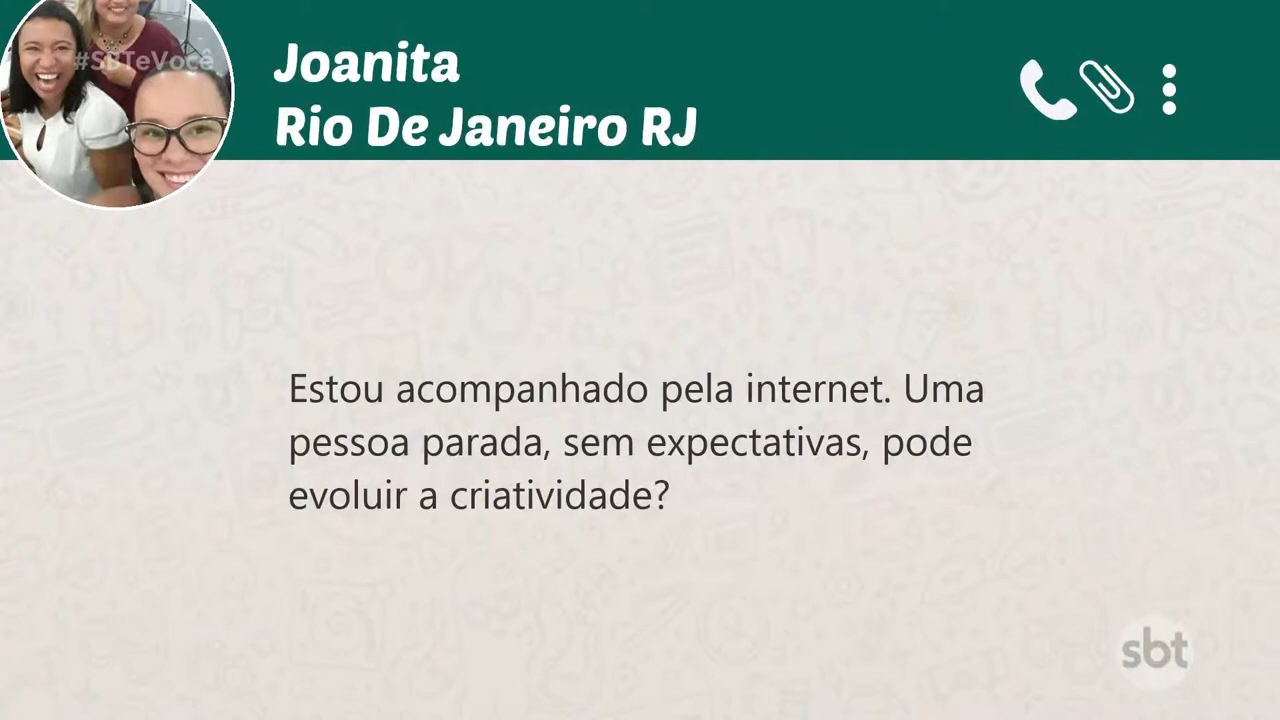 #SBTeVocê
Joanita
Rio De Janeiro RJ
Estou acompanhado pela internet. Uma
pessoa parada, sem expectativas, pode
evoluir a criatividade?
sbt